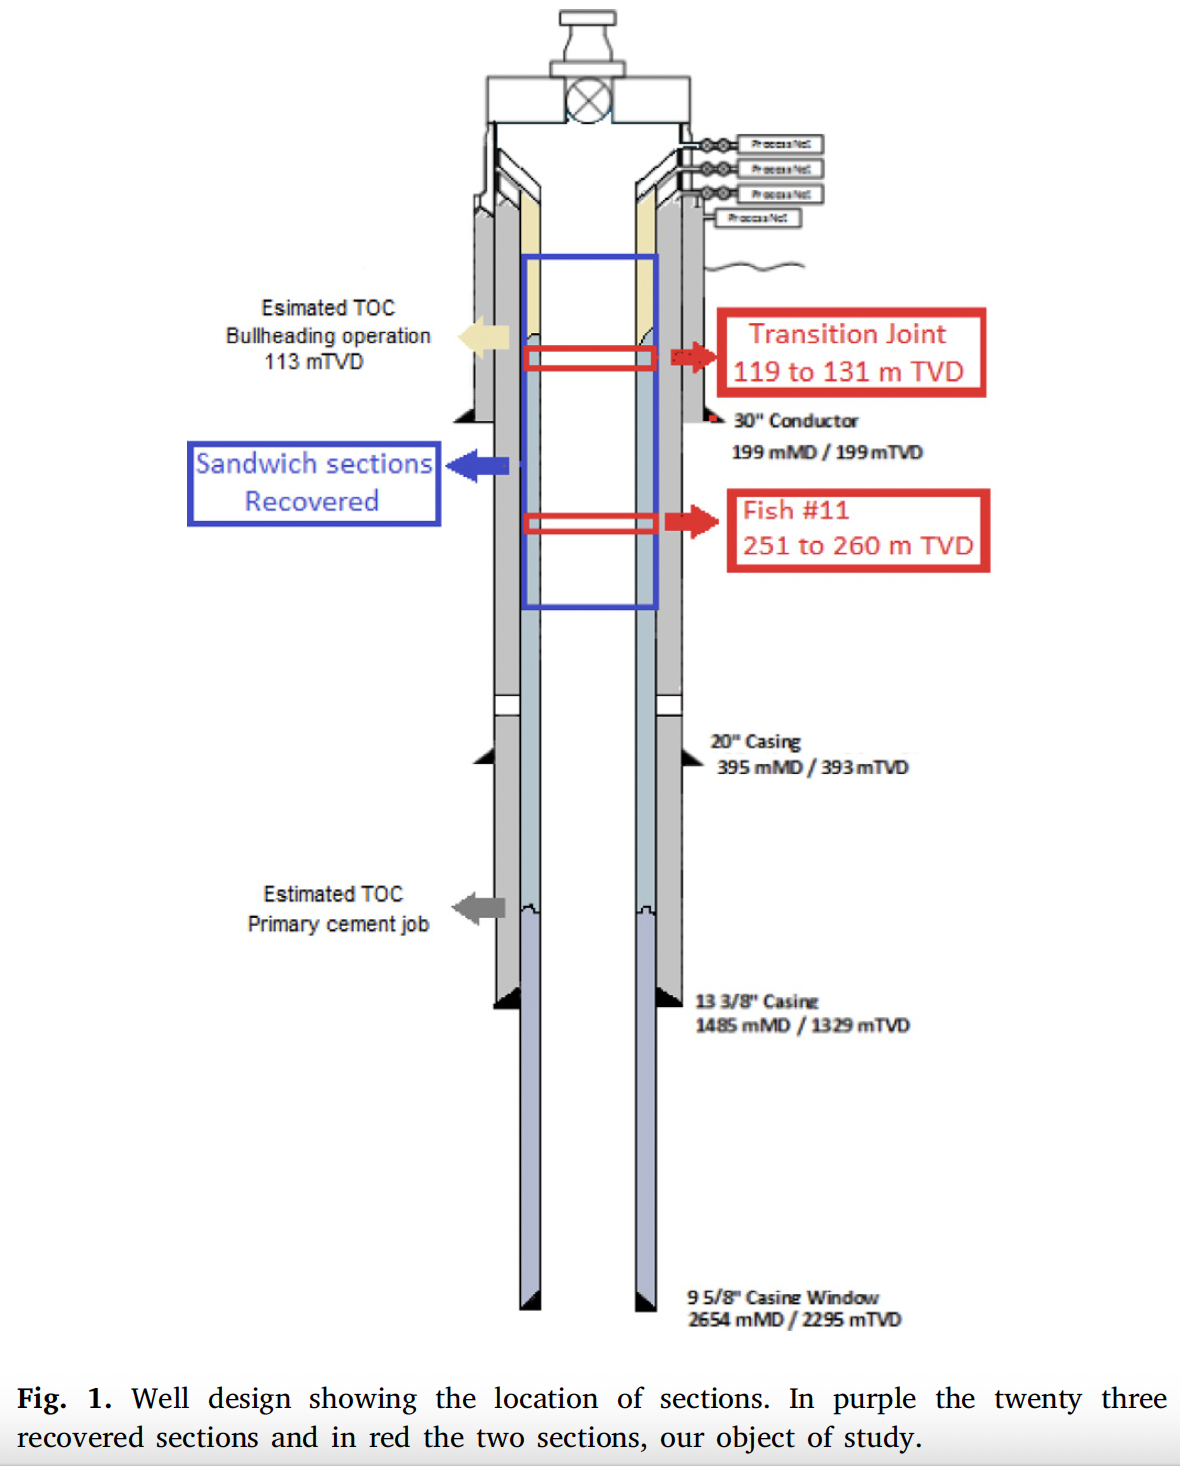 ProcessNet
ProcessNet
ProcessNet
ProcessNet
Esimated TOC
Bullheading operation
113 mTVD
Transition Joint
119 to 131 m TVD
30" Conductor
199 mMD / 199 mTVD
Sandwich sections
Recovered
Fish #11
251 to 260 m TVD
20" Casing
395 mMD / 393 mTVD
Estimated TOC
Primary cement job
13 3/8" Casing
1485 mMD / 1329 mTVD
9 5/8" Casing Window
2654 mMD / 2295 mTVD
Fig. 1. Well design showing the location of sections. In purple the twenty three
recovered sections and in red the two sections, our object of study.